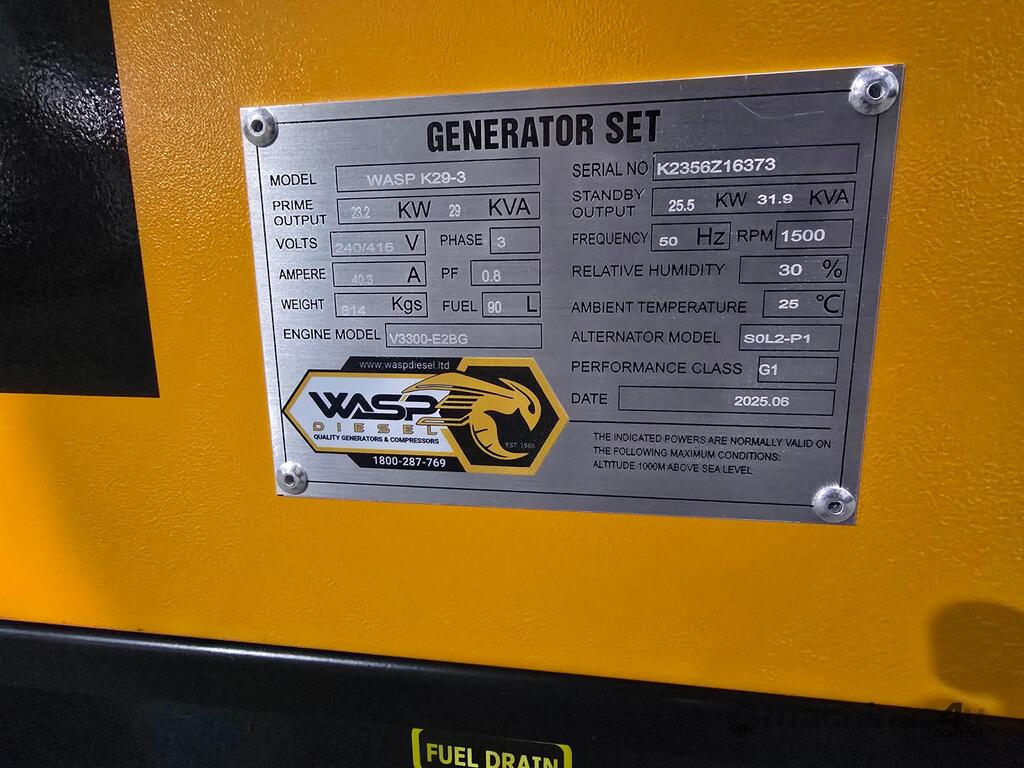 GENERATOR SET
MODEL WASP K29-3
PRIME OUTPUT 23.2 KW 29 KVA
VOLTS 240/415 V PHASE 3
AMPERE 40.3 A PF 0.8
WEIGHT 814 Kgs FUEL 90 L
ENGINE MODEL V3300-E2BG
SERIAL NO K2356Z16373
STANDBY OUTPUT 25.5 KW 31.9 KVA
FREQUENCY 50 Hz RPM 1500
RELATIVE HUMIDITY 30 %
AMBIENT TEMPERATURE 25 °C
ALTERNATOR MODEL S0L2-P1
PERFORMANCE CLASS G1
DATE 2025.06
THE INDICATED POWERS ARE NORMALLY VALID ON
THE FOLLOWING MAXIMUM CONDITIONS:
ALTITUDE 1000M ABOVE SEA LEVEL
www.waspdiesel.ltd
WASP
DIESEL
QUALITY GENERATORS & COMPRESSORS
EST. 1965
1800-287-769
FUEL DRAIN